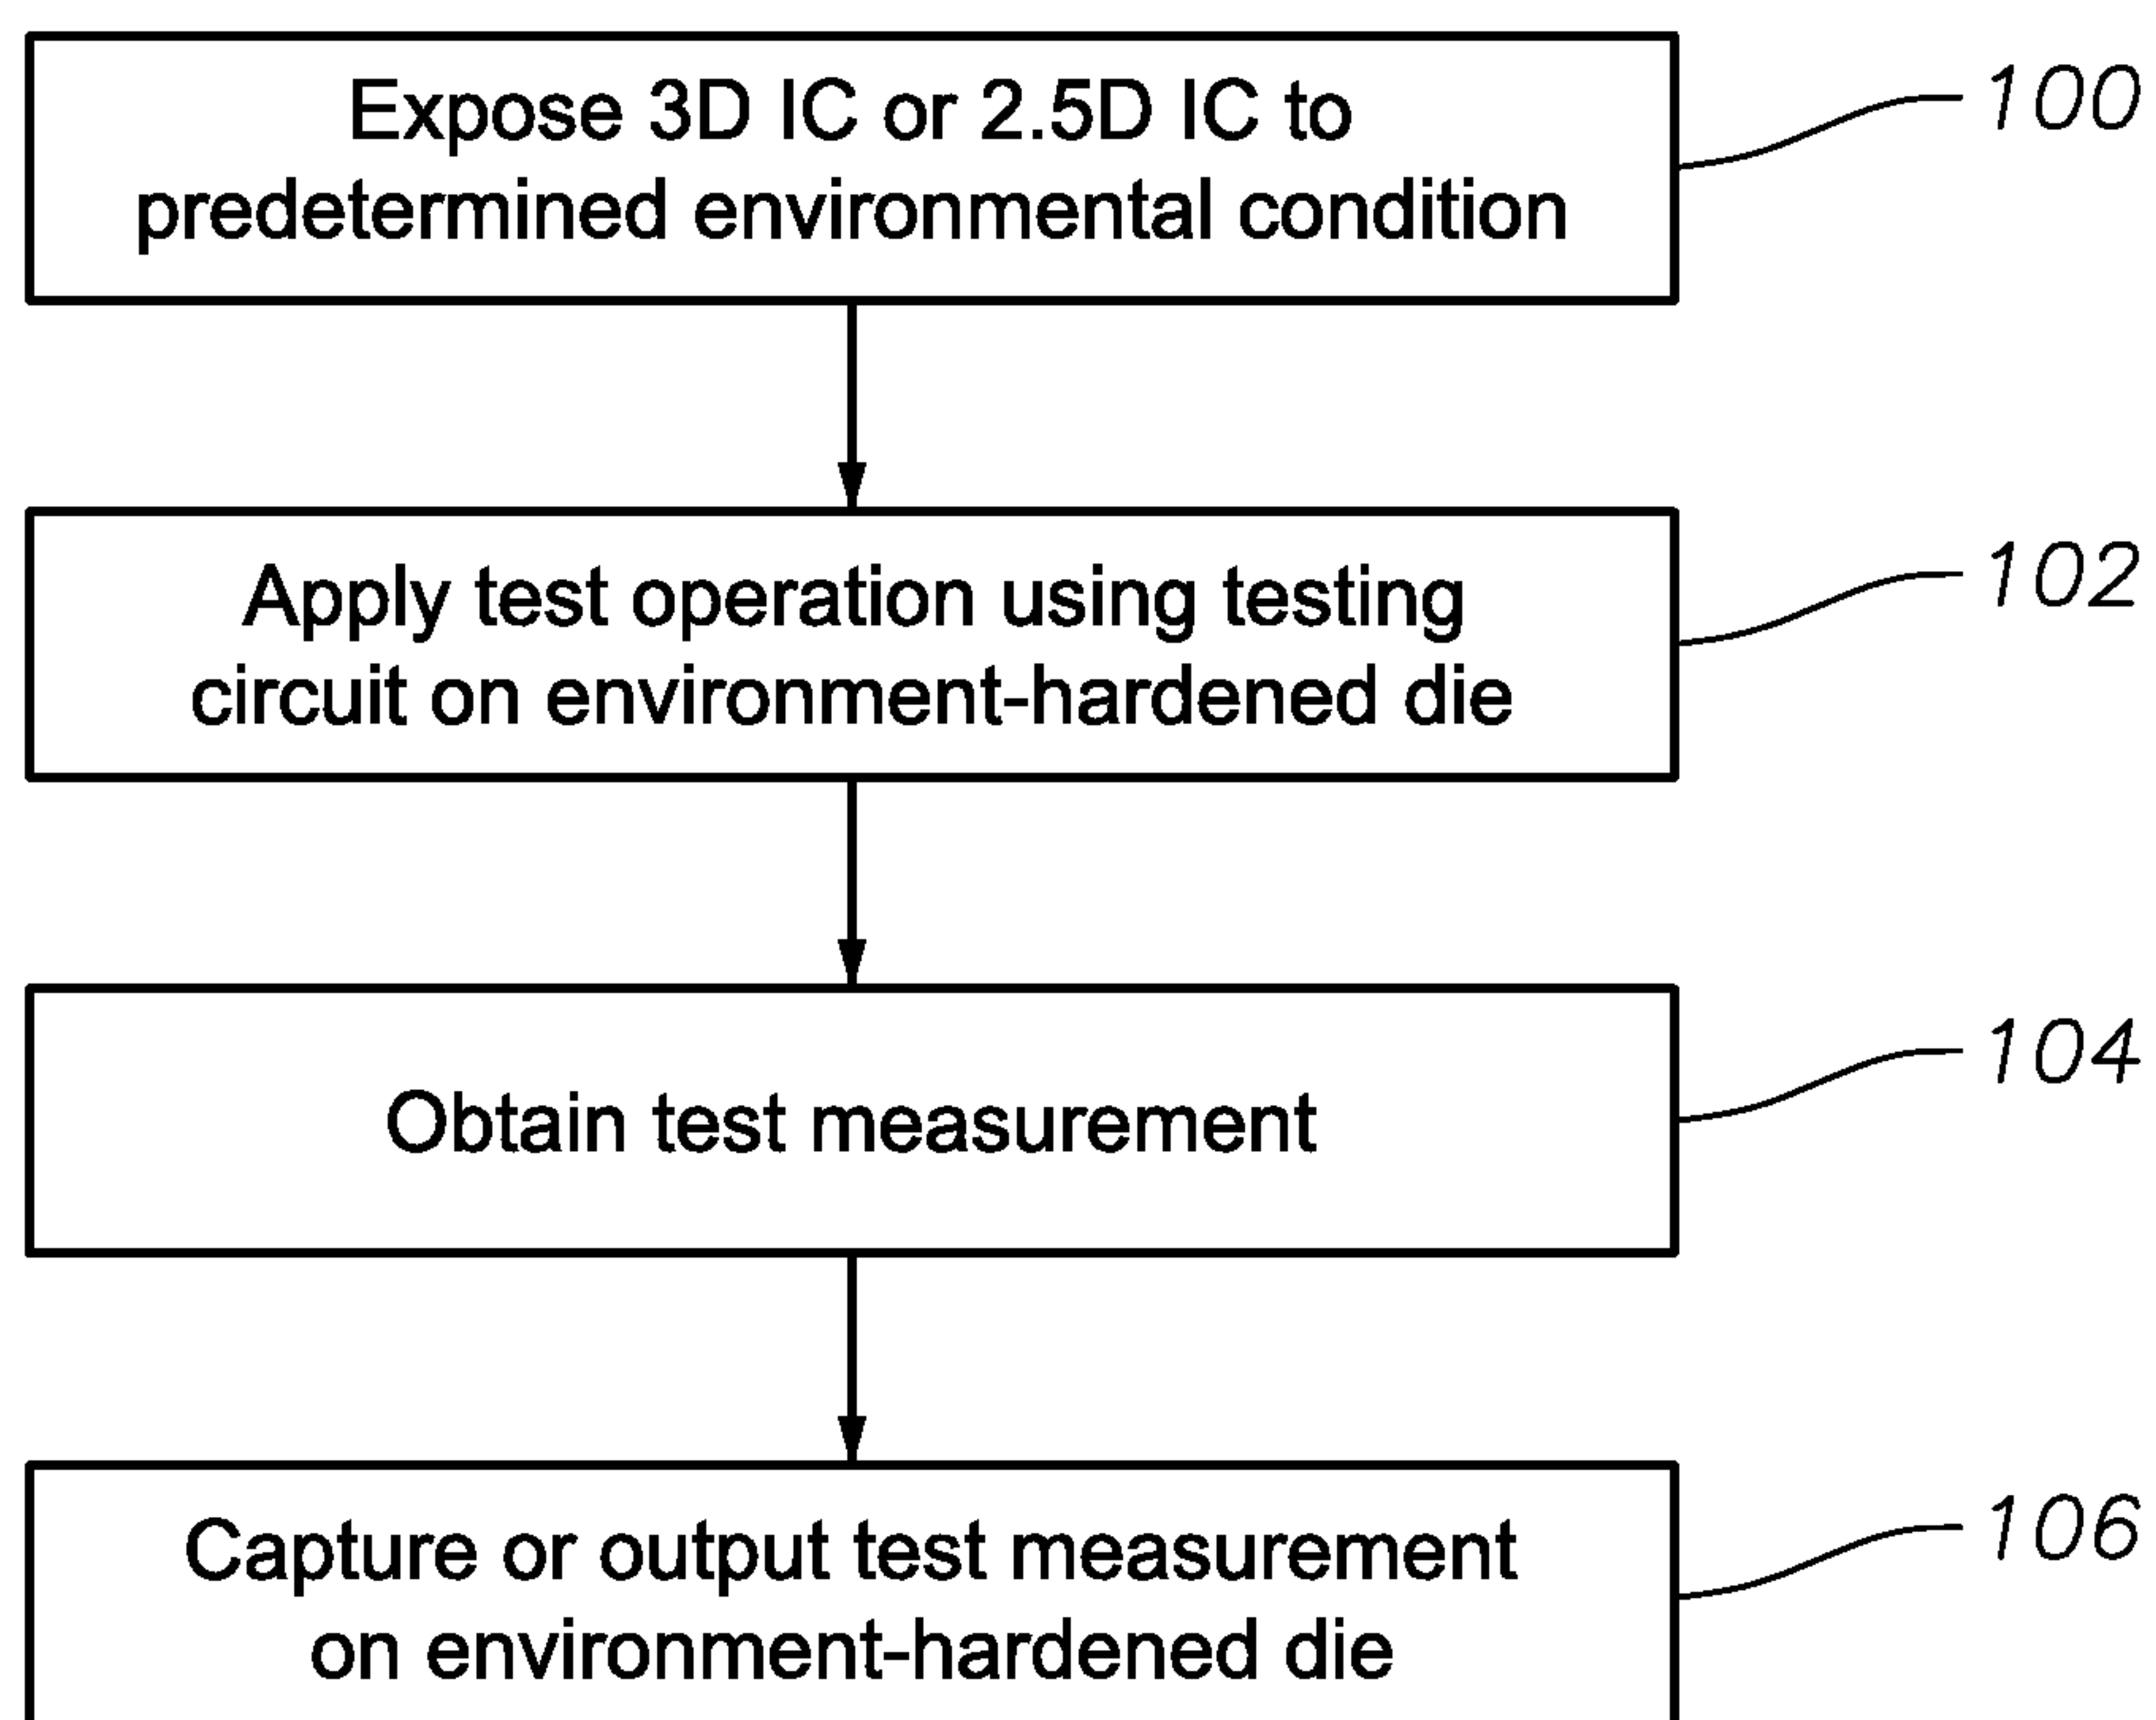 Expose 3D IC or 2.5D IC to
predetermined environmental condition
100
Apply test operation using testing
circuit on environment-hardened die
102
Obtain test measurement
104
Capture or output test measurement
on environment-hardened die
106